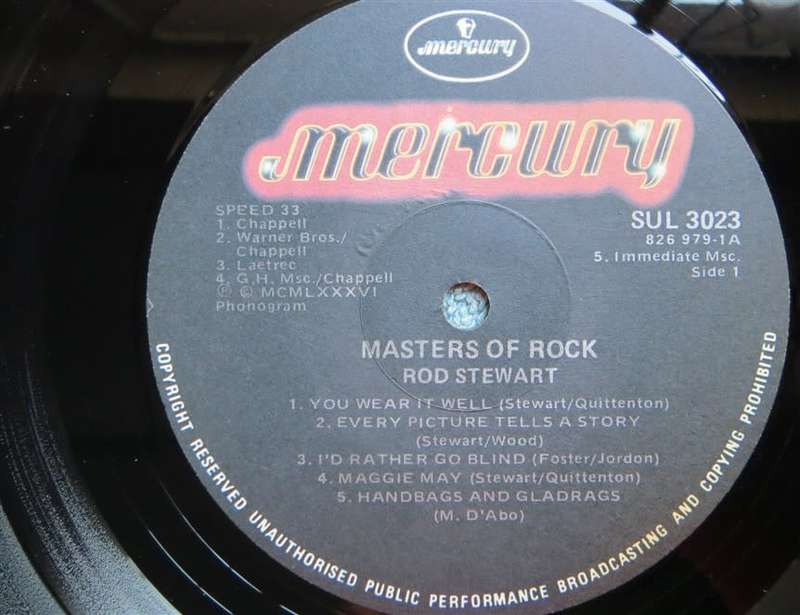 mercury
mercury
SPEED 33
1. Chappell
2. Warner Bros./
Chappell
3. Laetrec
4. G.H. Msc./Chappell
℗ © MCMLXXXVI
Phonogram
SUL 3023
826 979-1A
5. Immediate Msc.
Side 1
MASTERS OF ROCK
ROD STEWART
1. YOU WEAR IT WELL (Stewart/Quittenton)
2. EVERY PICTURE TELLS A STORY
(Stewart/Wood)
3. I'D RATHER GO BLIND (Foster/Jordon)
4. MAGGIE MAY (Stewart/Quittenton)
5. HANDBAGS AND GLADRAGS
(M. D'Abo)
COPYRIGHT RESERVED UNAUTHORISED PUBLIC PERFORMANCE BROADCASTING AND COPYING PROHIBITED